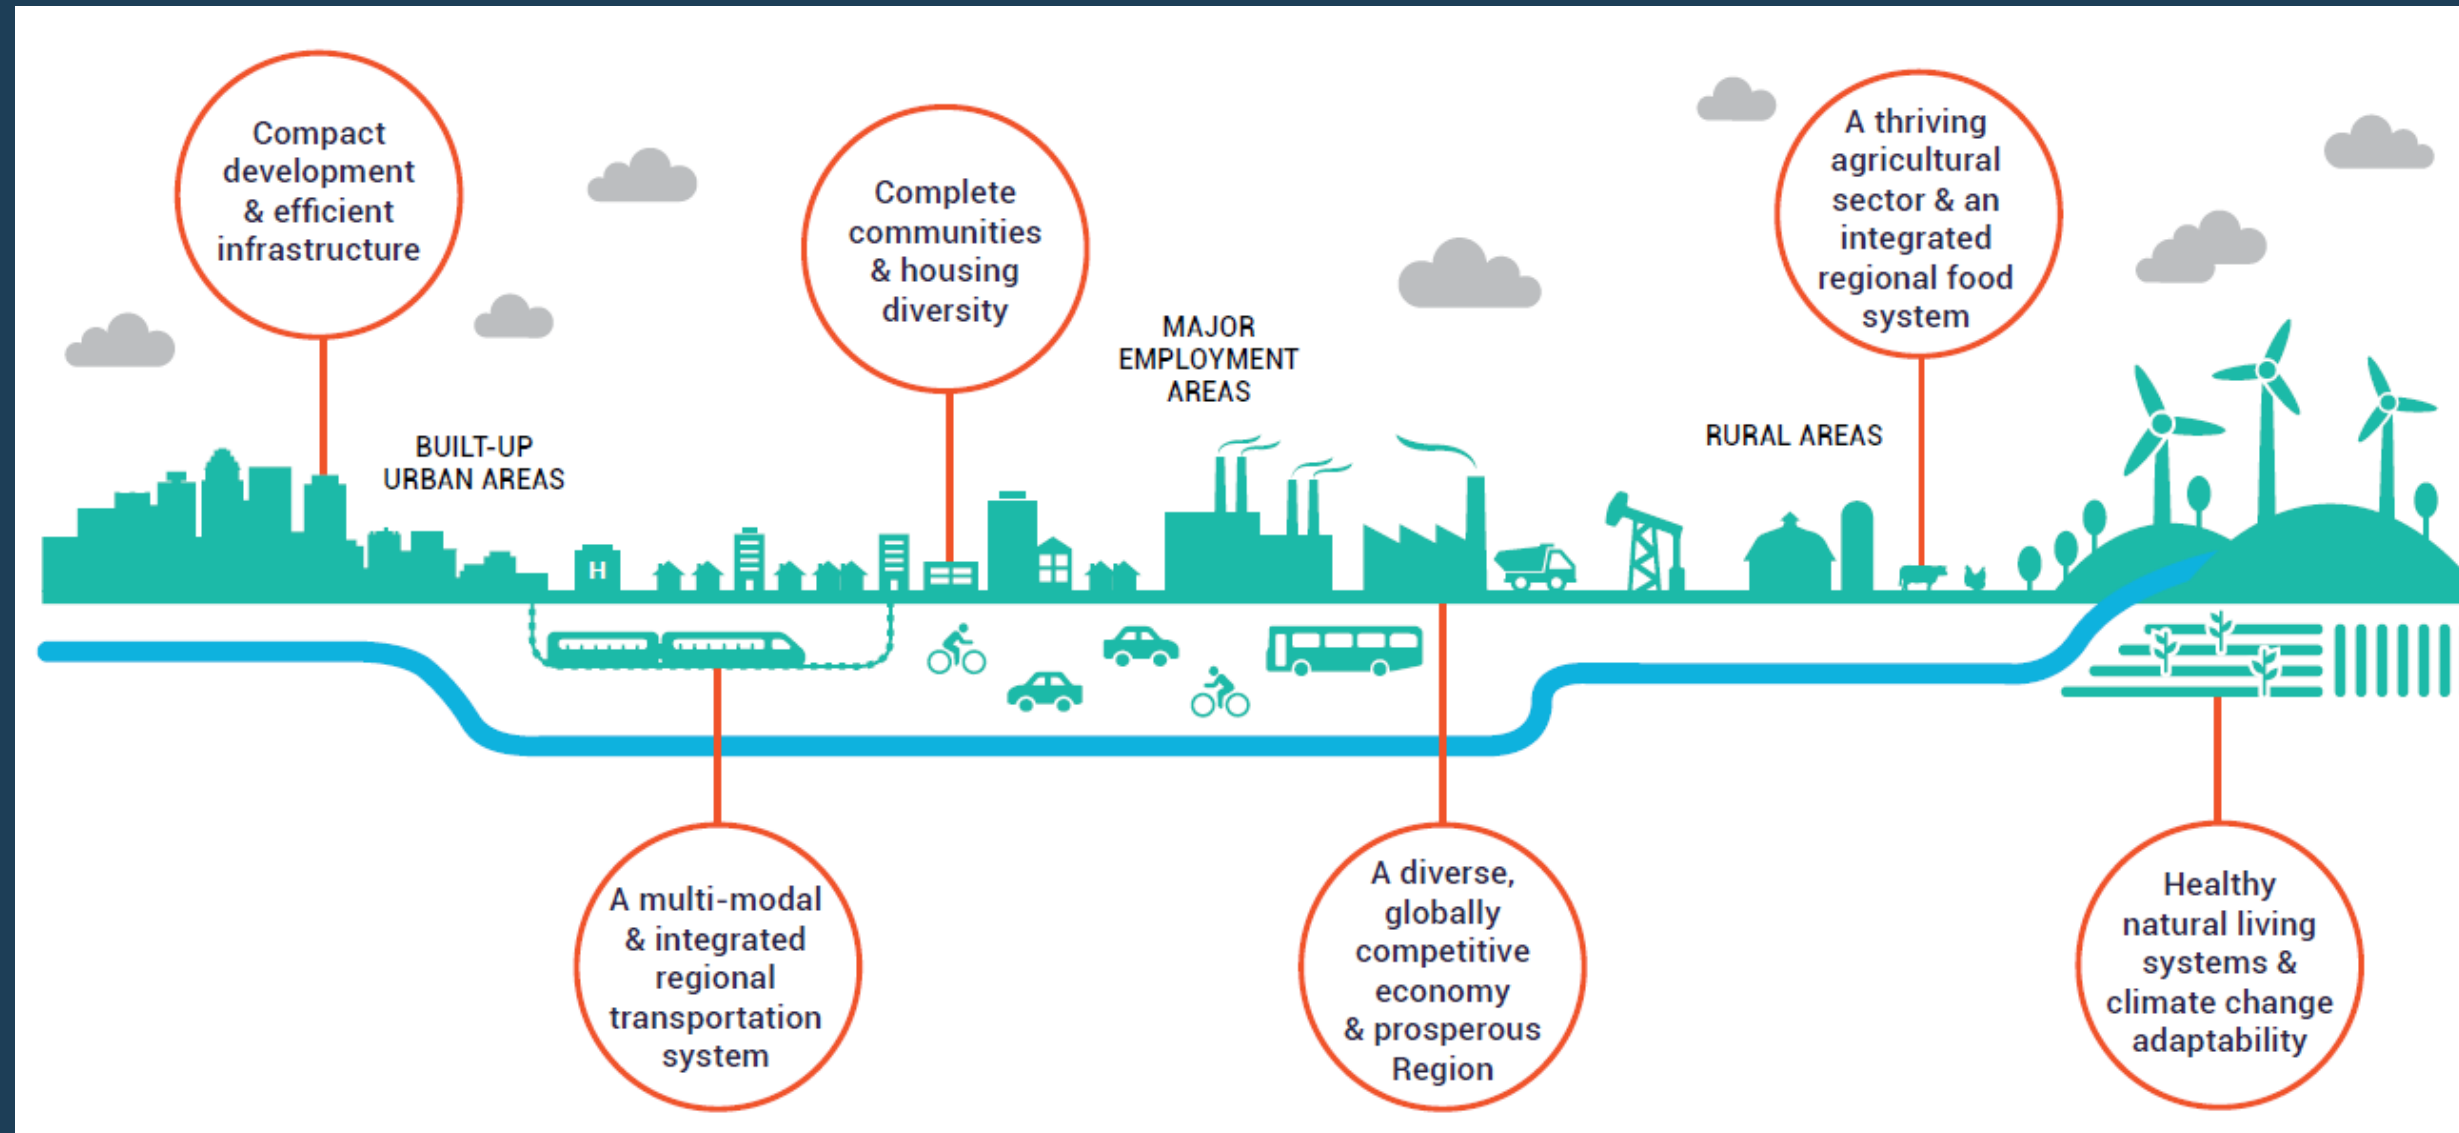 Compact
development
& efficient
infrastructure
Complete
communities
& housing
diversity
A thriving
agricultural
sector & an
integrated
regional food
system
MAJOR
EMPLOYMENT
AREAS
BUILT-UP
URBAN AREAS
RURAL AREAS
H
A multi-modal
& integrated
regional
transportation
system
A diverse,
globally
competitive
economy
& prosperous
Region
Healthy
natural living
systems &
climate change
adaptability